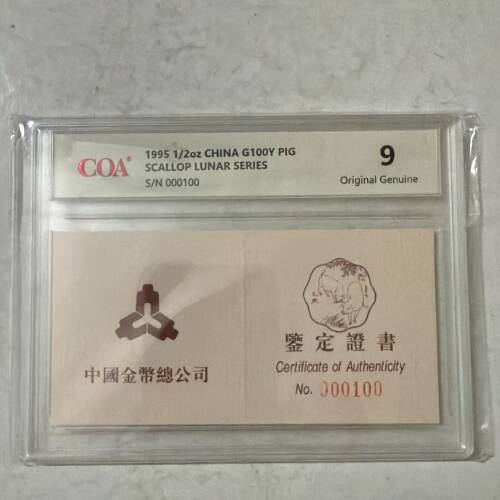 COA®
1995 1/2oz CHINA G100Y PIG
SCALLOP LUNAR SERIES
S/N 000100
9
Original Genuine
中國金幣總公司
鑒定證書
Certificate of Authenticity
No. 000100